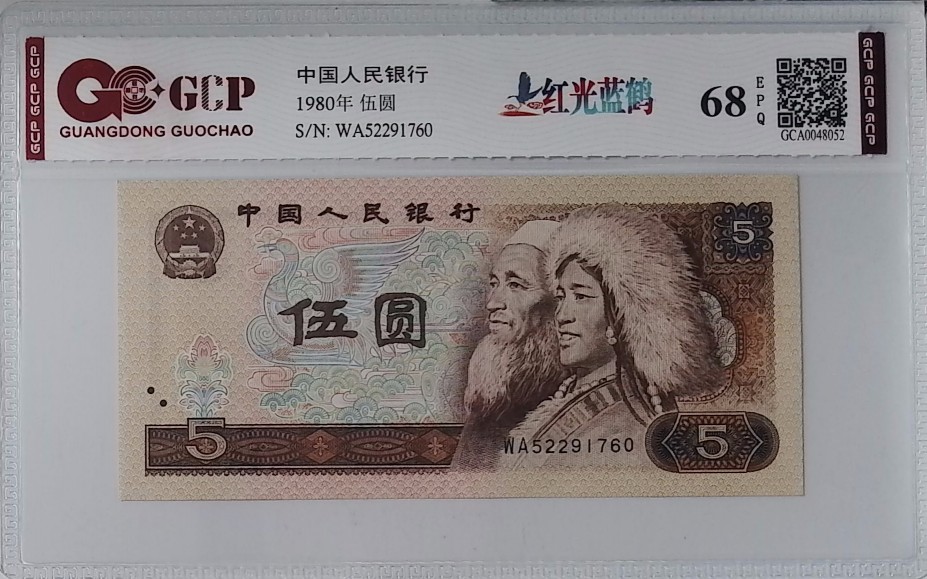 GCP GCP GCP
GC GCP
GUANGDONG GUOCHAO
中国人民银行
1980年 伍圆
S/N: WA52291760
红光蓝鹤
68
EPQ
GCA0048052
GCP GCP GCP
中国人民银行
5
伍圆
5
WA52291760
5